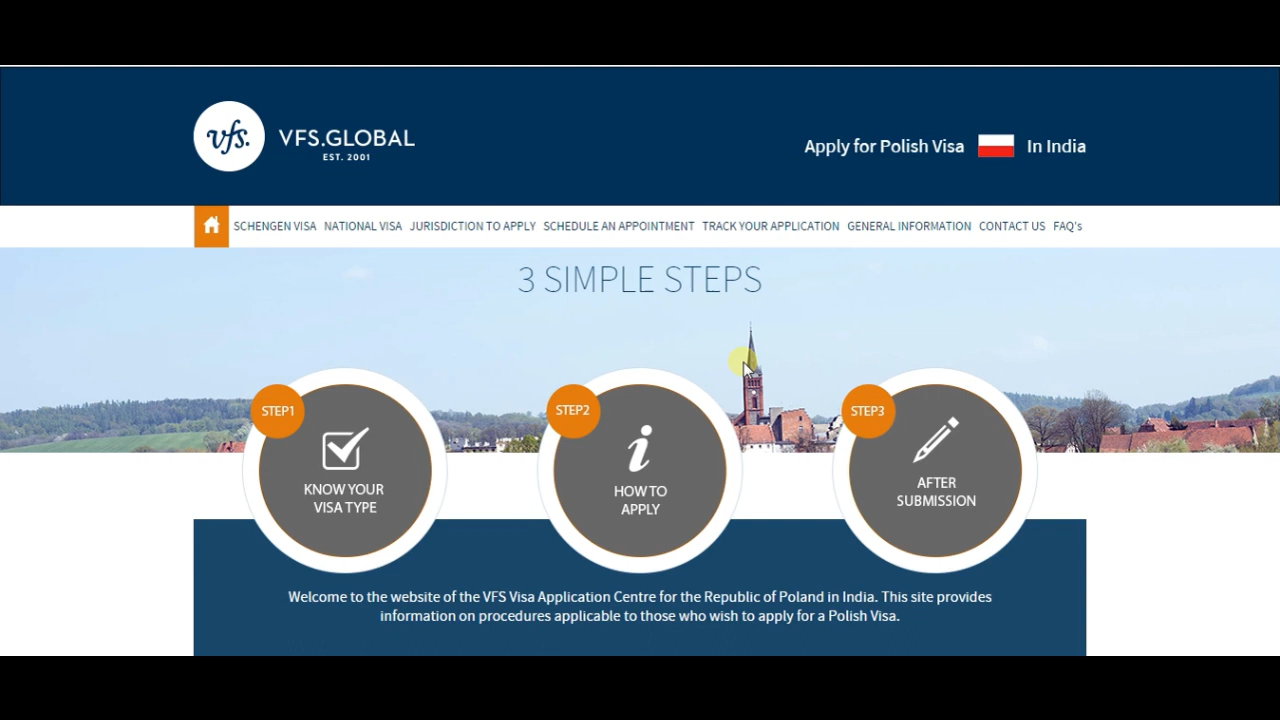 vfs.
VFS.GLOBAL
EST. 2001
Apply for Polish Visa In India
SCHENGEN VISA NATIONAL VISA JURISDICTION TO APPLY SCHEDULE AN APPOINTMENT TRACK YOUR APPLICATION GENERAL INFORMATION CONTACT US FAQ's
3 SIMPLE STEPS
STEP1
KNOW YOUR
VISA TYPE
STEP2
HOW TO
APPLY
STEP3
AFTER
SUBMISSION
Welcome to the website of the VFS Visa Application Centre for the Republic of Poland in India. This site provides
information on procedures applicable to those who wish to apply for a Polish Visa.